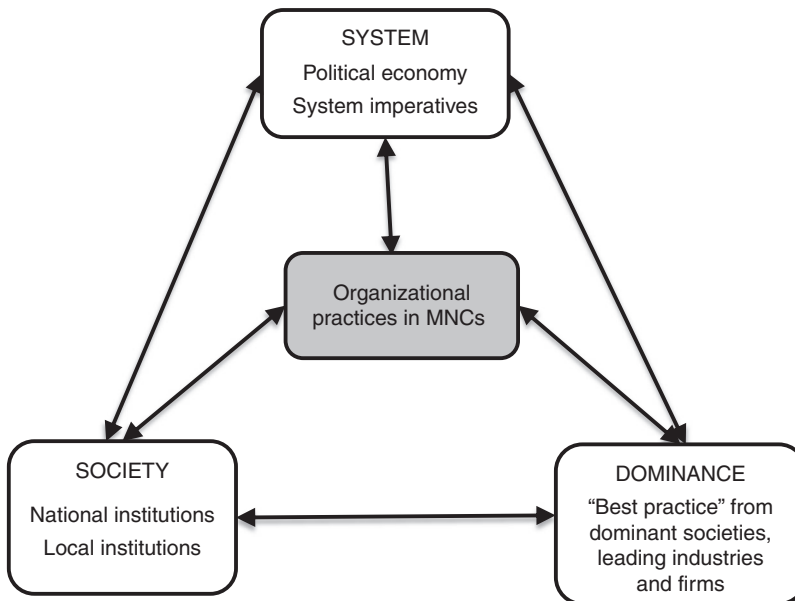 SYSTEM
Political economy
System imperatives
Organizational
practices in MNCs
SOCIETY
National institutions
Local institutions
DOMINANCE
“Best practice” from
dominant societies,
leading industries
and firms